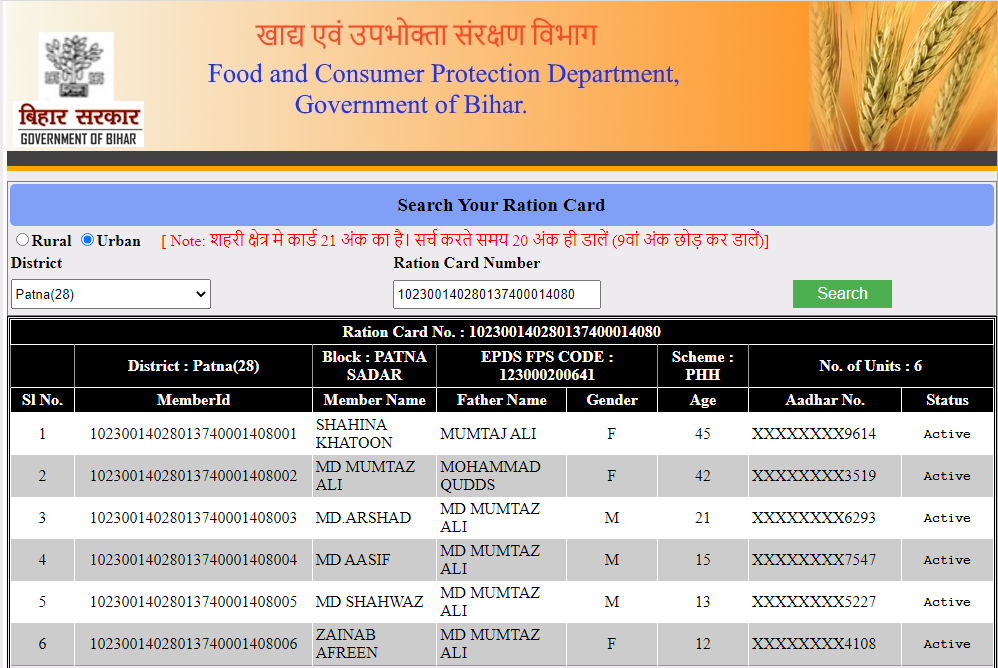 खाद्य एवं उपभोक्ता संरक्षण विभाग
Food and Consumer Protection Department,
Government of Bihar.
बिहार सरकार
GOVERNMENT OF BIHAR
Search Your Ration Card
Rural Urban [ Note: शहरी क्षेत्र मे कार्ड 21 अंक का है। सर्च करते समय 20 अंक ही डालें (9वां अंक छोड़ कर डालें)]
District Ration Card Number
Patna(28) 10230014028013740001​4080 Search
Ration Card No. : 102300140280137400014080
District : Patna(28) Block : PATNA SADAR EPDS FPS CODE : 123000200641 Scheme : PHH No. of Units : 6
Sl No. MemberId Member Name Father Name Gender Age Aadhar No. Status
1 10230014028013740001408001 SHAHINA KHATOON MUMTAJ ALI F 45 XXXXXXXX9614 Active
2 10230014028013740001408002 MD MUMTAZ ALI MOHAMMAD QUDDS F 42 XXXXXXXX3519 Active
3 10230014028013740001408003 MD.ARSHAD MD MUMTAZ ALI M 21 XXXXXXXX6293 Active
4 10230014028013740001408004 MD AASIF MD MUMTAZ ALI M 15 XXXXXXXX7547 Active
5 10230014028013740001408005 MD SHAHWAZ MD MUMTAZ ALI M 13 XXXXXXXX5227 Active
6 10230014028013740001408006 ZAINAB AFREEN MD MUMTAZ ALI F 12 XXXXXXXX4108 Active